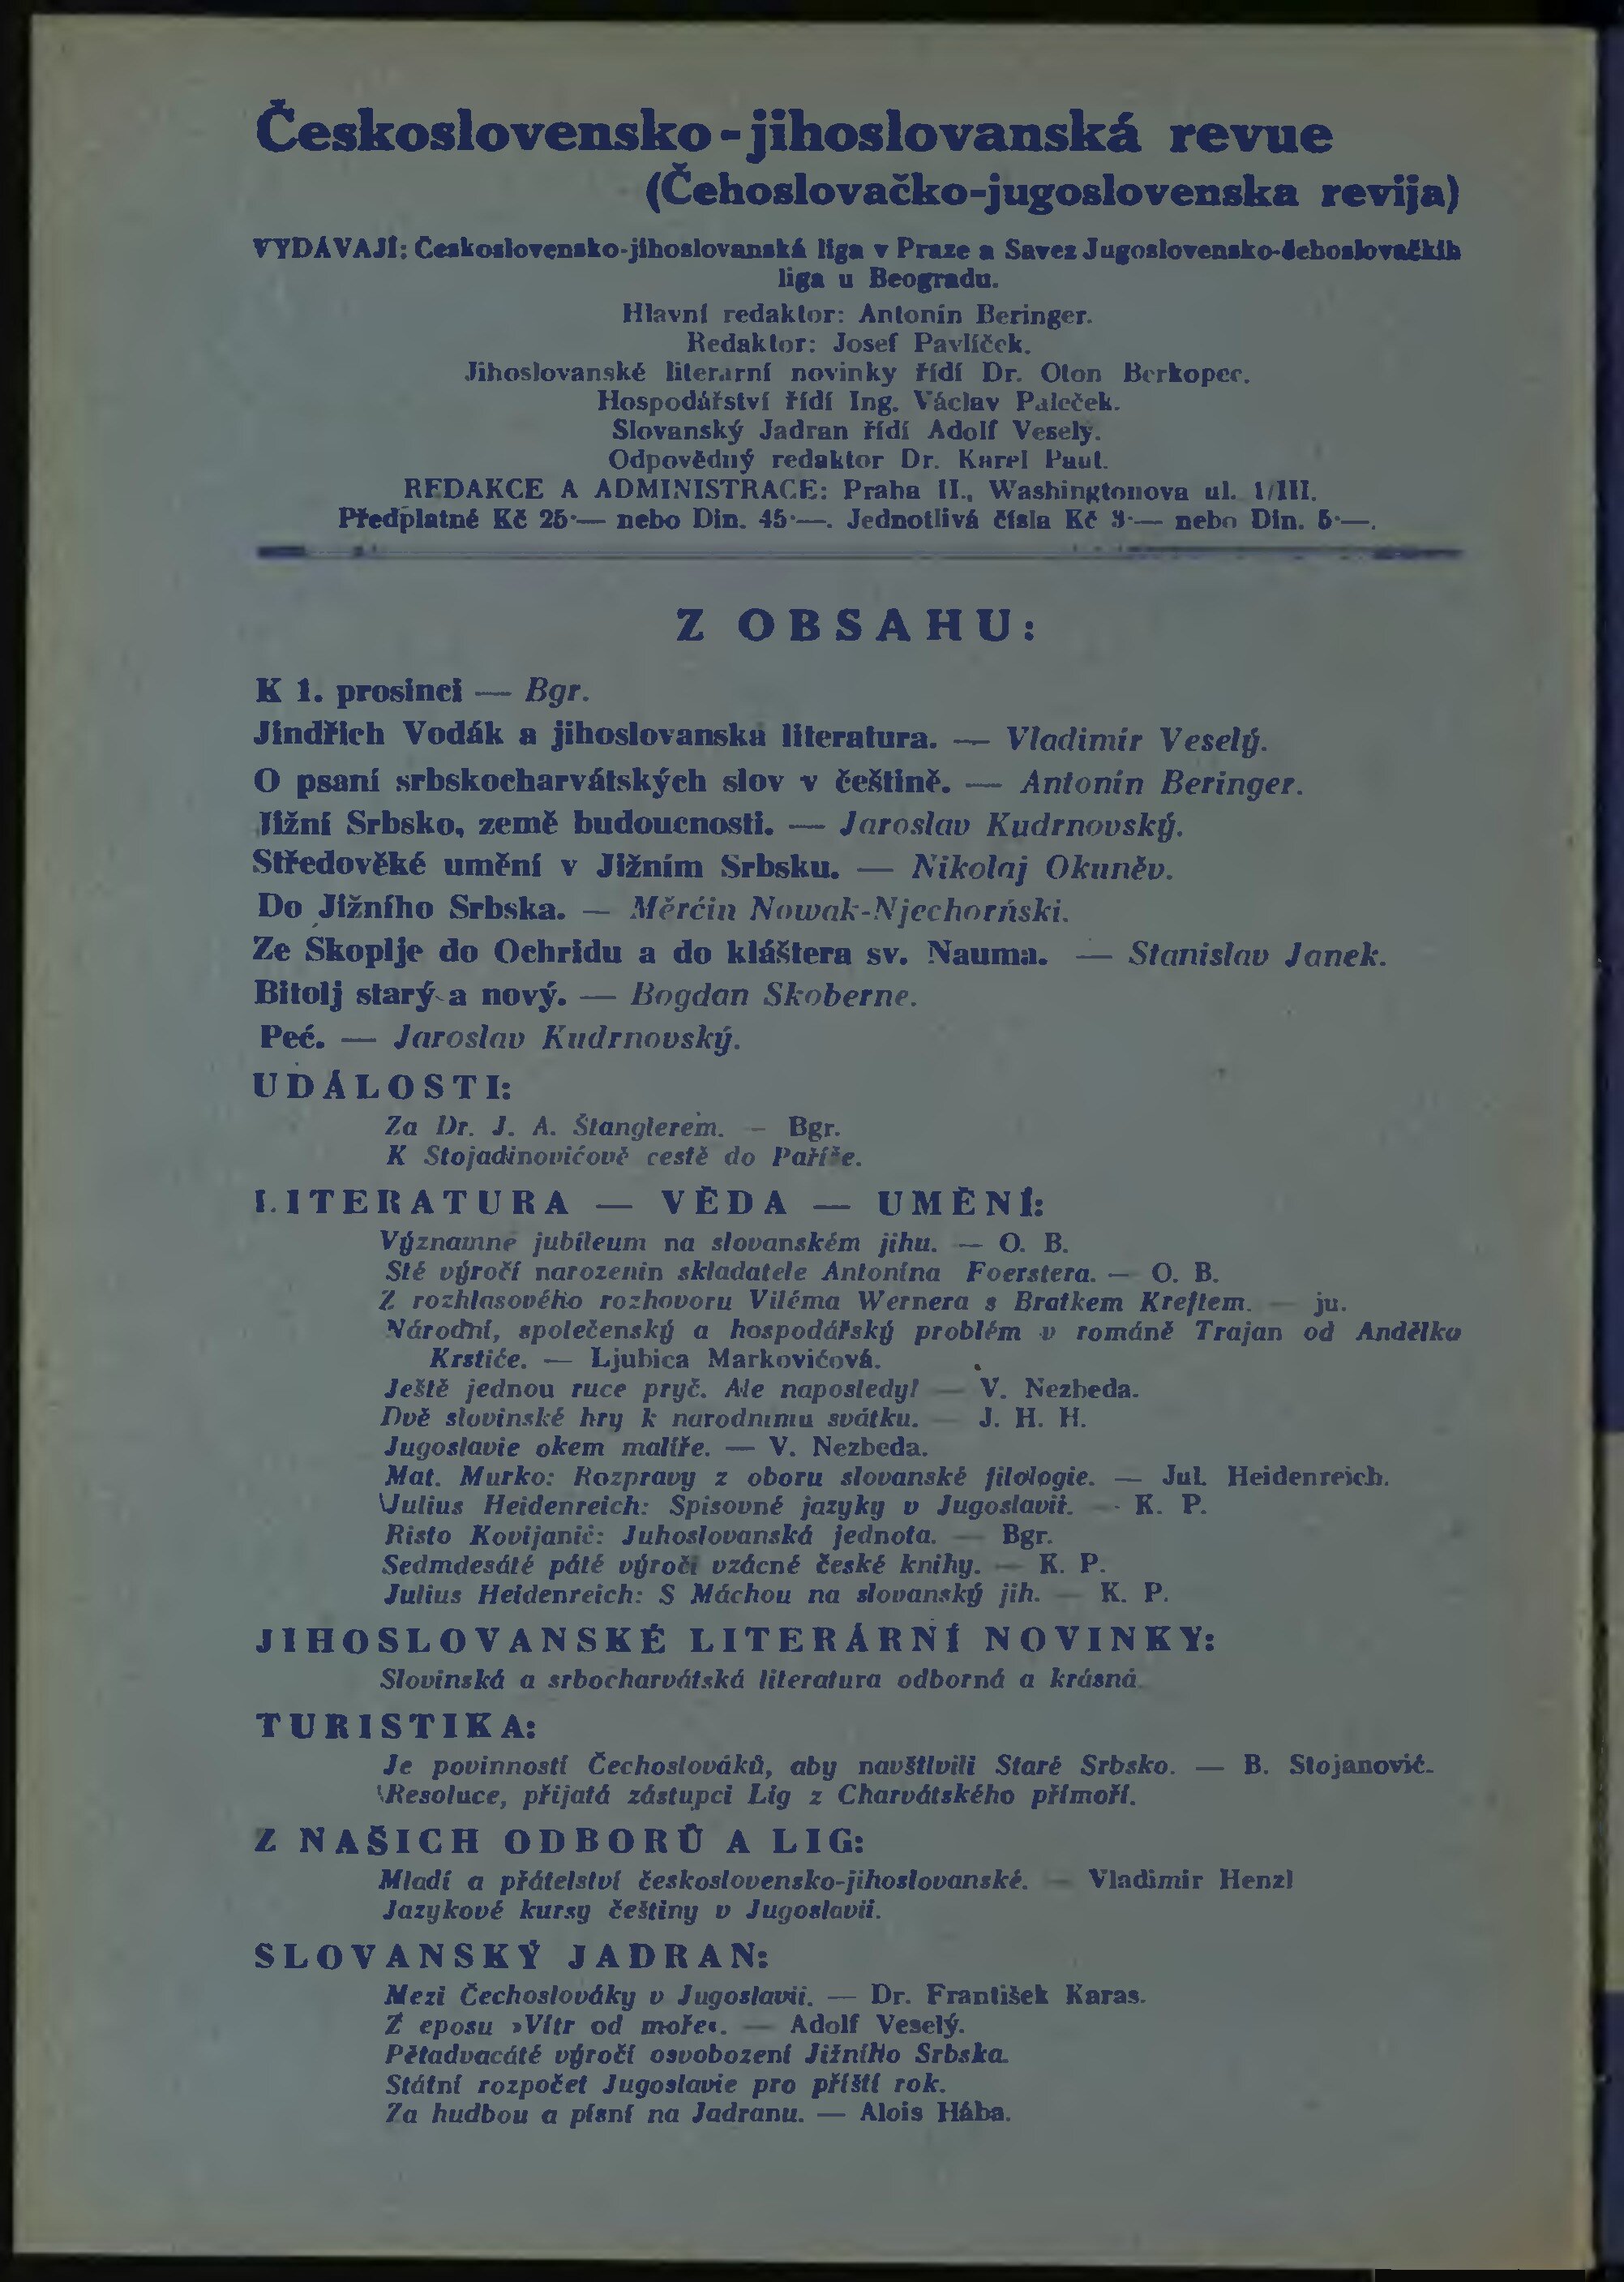 Československo-jihoslovanská revue
(Čehoslovačko-jugoslovenska revija)
VYDÁVAJÍ: Československo-jihoslovanská liga v Praze a Savez Jugoslovensko-čehoslovačkih
liga u Beogradu.
Hlavní redaktor: Antonín Beringer.
Redaktor: Josef Pavlíček.
Jihoslovanské literární novinky řídí Dr. Oton Berkopec.
Hospodářství řídí Ing. Václav Paleček.
Slovanský Jadran řídí Adolf Veselý.
Odpovědný redaktor Dr. Karel Paul.
REDAKCE A ADMINISTRACE: Praha II., Washingtonova ul. 1/III.
Předplatné Kč 25·— nebo Din. 45·—. Jednotlivá čísla Kč 3·— nebo Din. 5·—.
Z OBSAHU:
K 1. prosinci — Bgr.
Jindřich Vodák a jihoslovanská literatura. — Vladimír Veselý.
O psaní srbskocharvátských slov v češtině. — Antonín Beringer.
Jižní Srbsko, země budoucnosti. — Jaroslav Kudrnovský.
Středověké umění v Jižním Srbsku. — Nikolaj Okuněv.
Do Jižního Srbska. — Měrćin Nowak-Njechorński.
Ze Skoplje do Ochridu a do kláštera sv. Nauma. — Stanislav Janek.
Bitolj starý a nový. — Bogdan Skoberne.
Peć. — Jaroslav Kudrnovský.
UDÁLOSTI:
Za Dr. J. A. Štanglerem. — Bgr.
K Stojadinovićově cestě do Paříže.
LITERATURA — VĚDA — UMĚNÍ:
Významné jubileum na slovanském jihu. — O. B.
Sté výročí narozenin skladatele Antonína Foerstera. — O. B.
Z rozhlasového rozhovoru Viléma Wernera s Bratkem Kreftem. — ju.
Národní, společenský a hospodářský problém v románě Trajan od Andělka
Krstiće. — Ljubica Markovićová.
Ještě jednou ruce pryč. Ale naposledy! — V. Nezbeda.
Dvě slovinské hry k národnímu svátku. — J. H. H.
Jugoslavie okem malíře. — V. Nezbeda.
Mat. Murko: Rozpravy z oboru slovanské filologie. — Jul. Heidenreich.
Julius Heidenreich: Spisovné jazyky v Jugoslavii. — K. P.
Risto Kovijanić: Juhoslovanská jednota. — Bgr.
Sedmdesáté páté výročí vzácné české knihy. — K. P.
Julius Heidenreich: S Máchou na slovanský jih. — K. P.
JIHOSLOVANSKÉ LITERÁRNÍ NOVINKY:
Slovinská a srbocharvátská literatura odborná a krásná.
TURISTIKA:
Je povinností Čechoslováků, aby navštívili Staré Srbsko. — B. Stojanović.
Resoluce, přijatá zástupci Lig z Charvátského přímoří.
Z NAŠICH ODBORŮ A LIG:
Mladí a přátelství československo-jihoslovanské. — Vladimír Henzl
Jazykové kursy češtiny v Jugoslavii.
SLOVANSKÝ JADRAN:
Mezi Čechoslováky v Jugoslavii. — Dr. František Karas.
Z eposu »Vítr od moře«. — Adolf Veselý.
Pětadvacáté výročí osvobození Jižního Srbska.
Státní rozpočet Jugoslavie pro příští rok.
Za hudbou a písní na Jadranu. — Alois Hába.